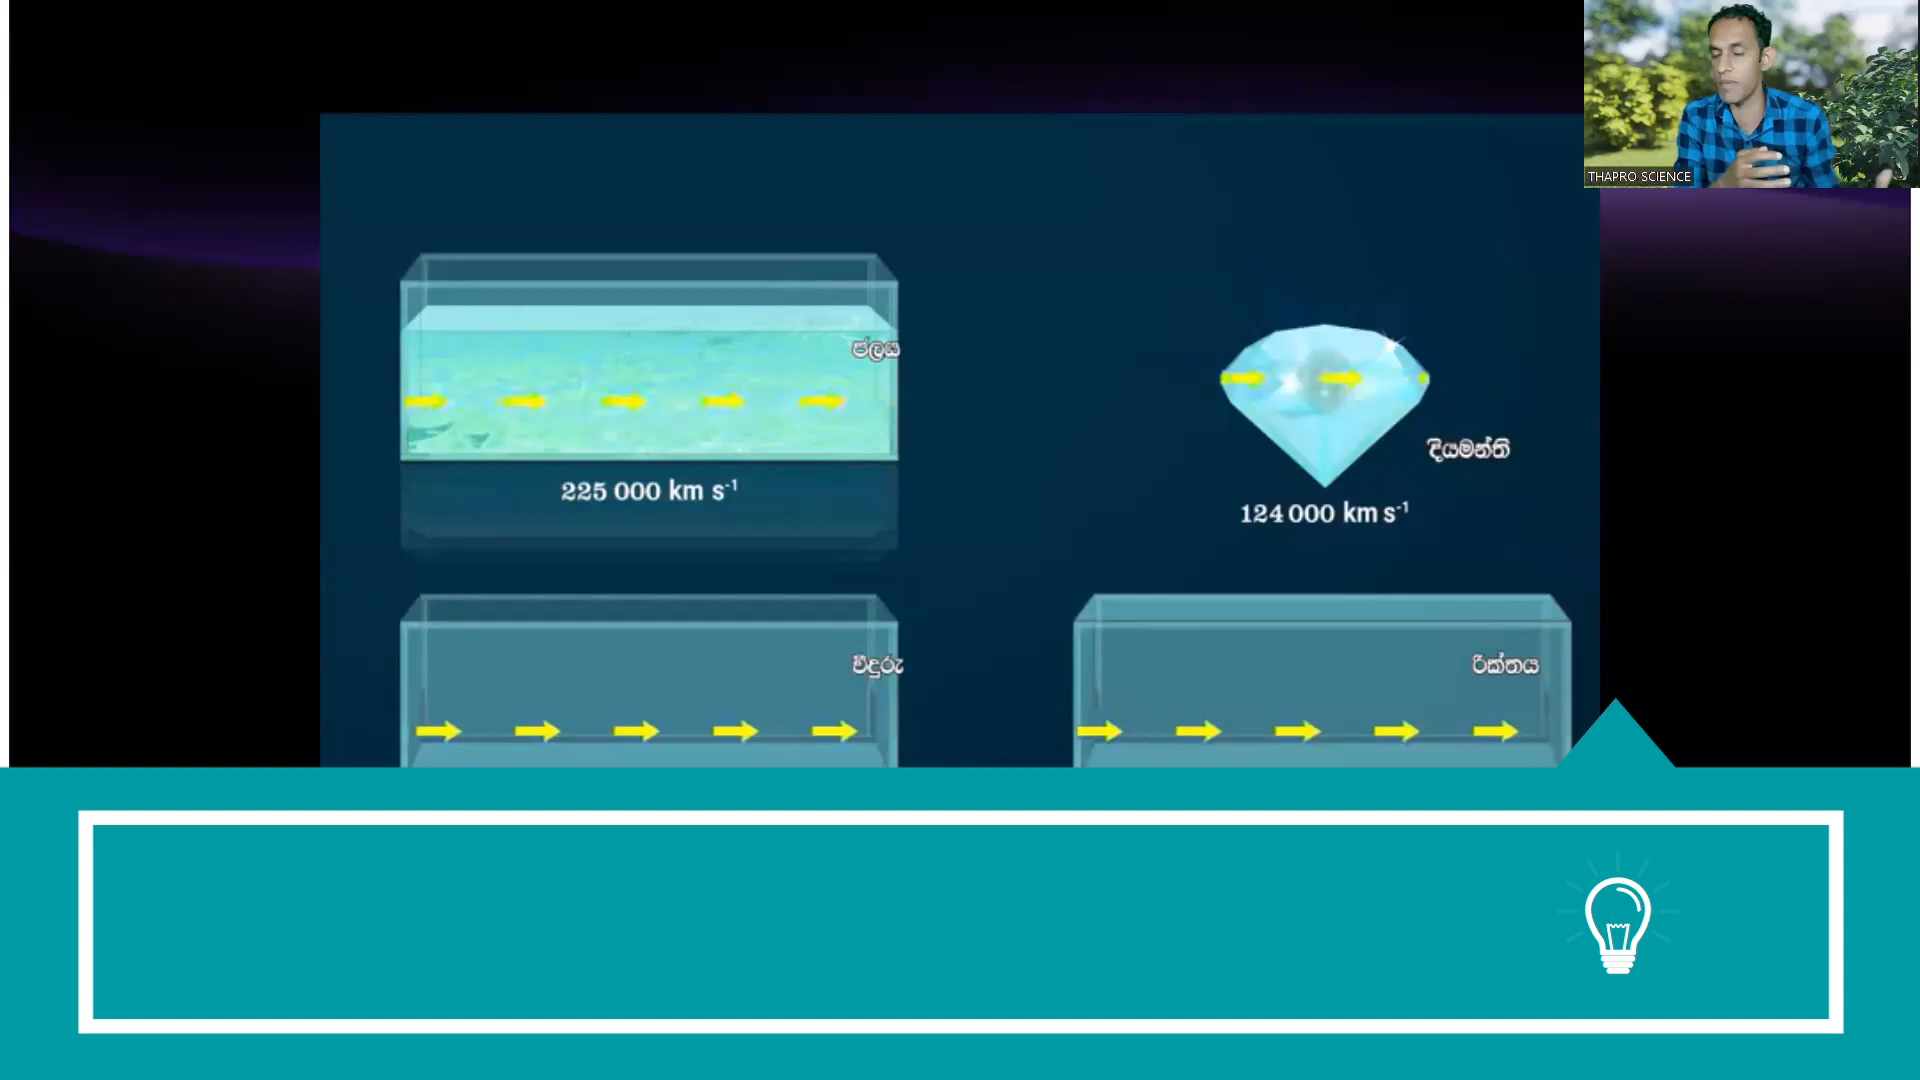 THAPRO SCIENCE
ජලය
දියමන්ති
225 000 km s⁻¹
124 000 km s⁻¹
වීදුරු
රික්තය